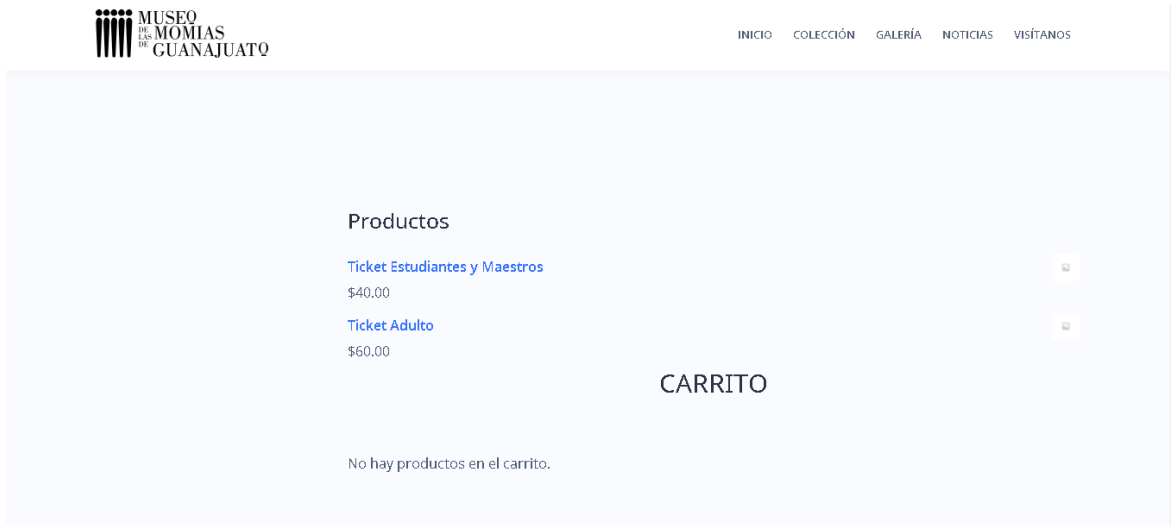 MUSEO
DE LAS MOMIAS
DE GUANAJUATO
INICIO COLECCIÓN GALERÍA NOTICIAS VISÍTANOS
Productos
Ticket Estudiantes y Maestros
$40.00
Ticket Adulto
$60.00
CARRITO
No hay productos en el carrito.